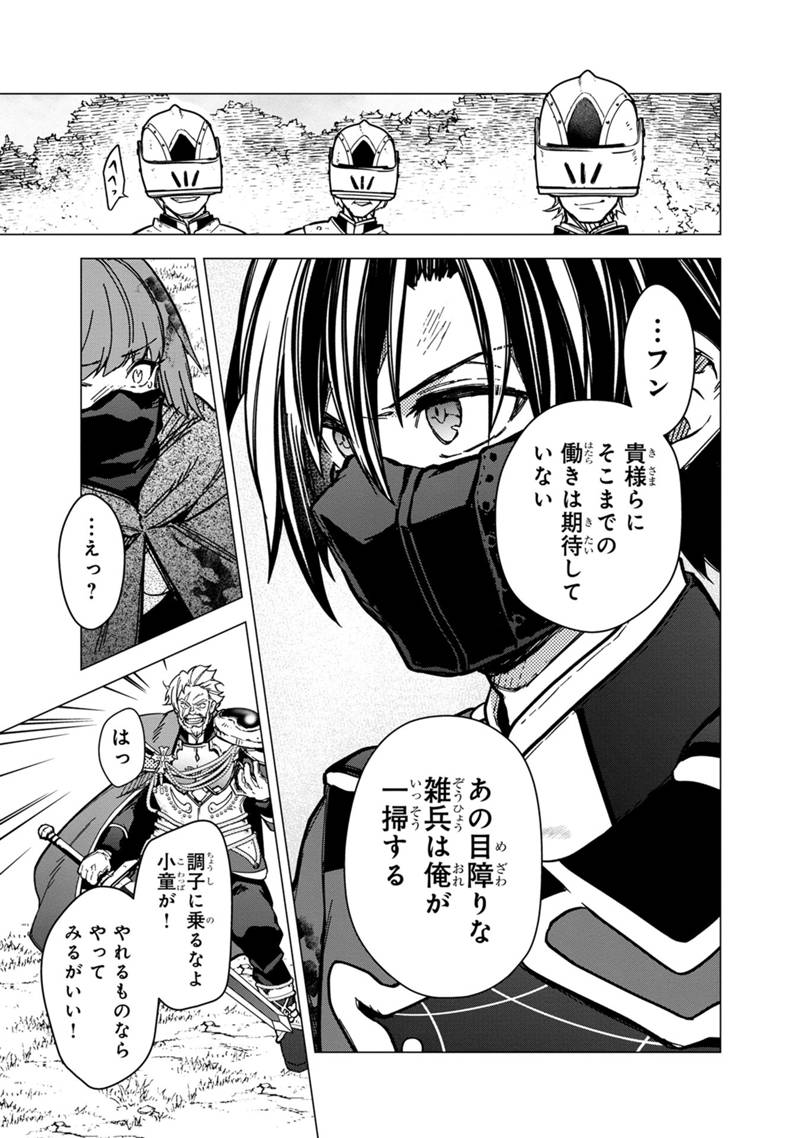 ククク…
…フン
貴様らに
そこまでの
働きは期待して
いない
あの目障りな
雑兵は俺が
一掃する
…えっ？
はっ
調子に乗るなよ
小童が！
やれるものなら
やって
みるがいい！